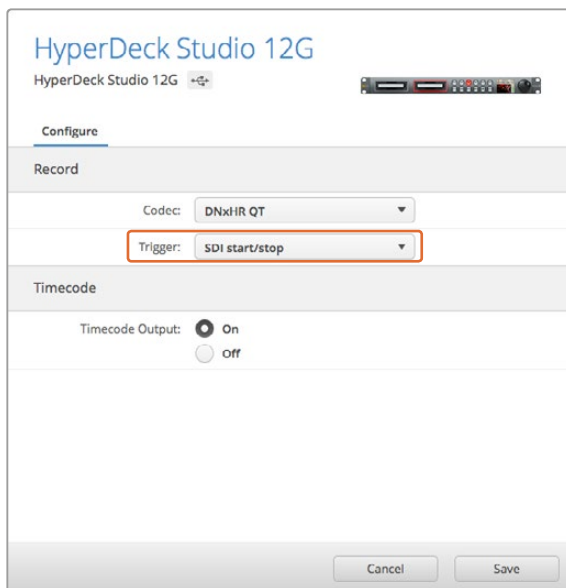 HyperDeck Studio 12G
HyperDeck Studio 12G
Configure
Record
Codec: DNxHR QT
Trigger: SDI start/stop
Timecode
Timecode Output: On
Off
Cancel Save